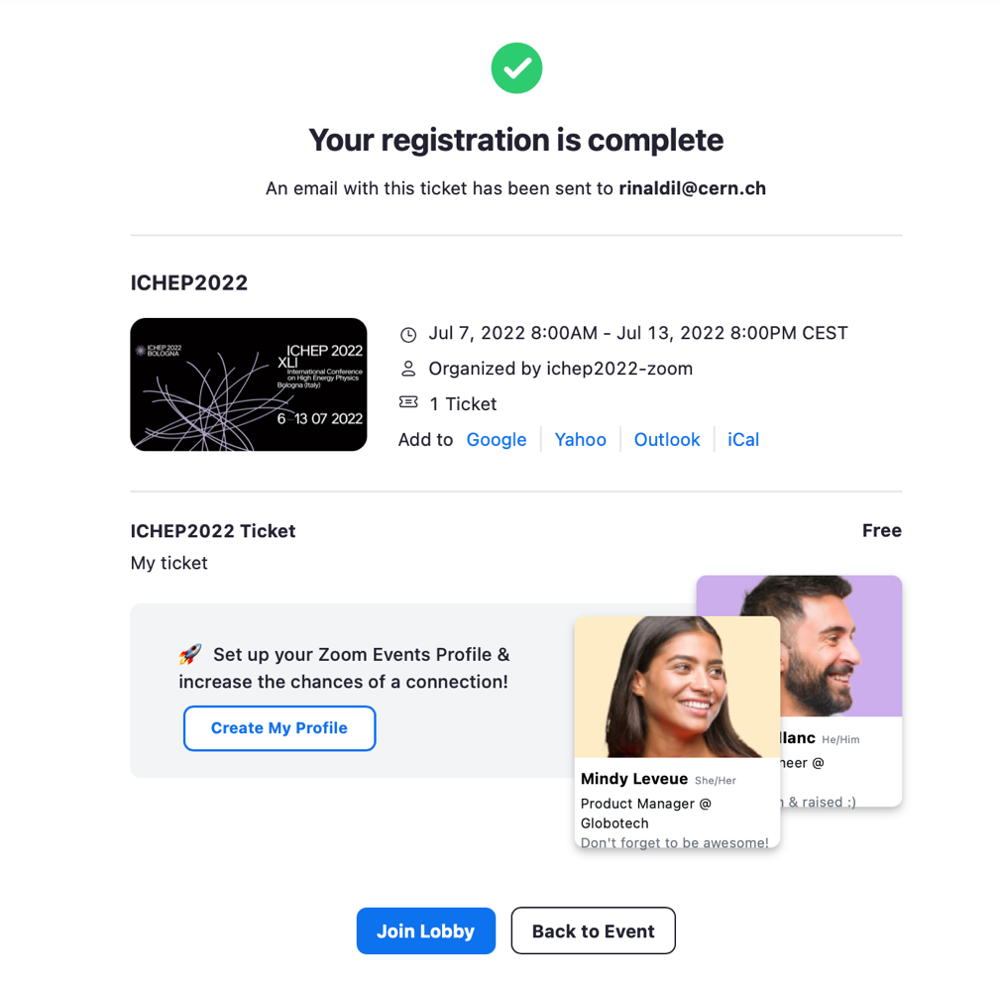 Your registration is complete
An email with this ticket has been sent to rinaldil@cern.ch
ICHEP2022
ICHEP 2022
BOLOGNA
ICHEP 2022
XLI
International Conference
on High Energy Physics
Bologna (Italy)
6–13 07 2022
Jul 7, 2022 8:00AM - Jul 13, 2022 8:00PM CEST
Organized by ichep2022-zoom
1 Ticket
Add to Google Yahoo Outlook iCal
ICHEP2022 Ticket Free
My ticket
🚀 Set up your Zoom Events Profile &
increase the chances of a connection!
Create My Profile
Mindy Leveue She/Her
Product Manager @
Globotech
Don't forget to be awesome!
He/Him
@
& raised :)
Join Lobby Back to Event